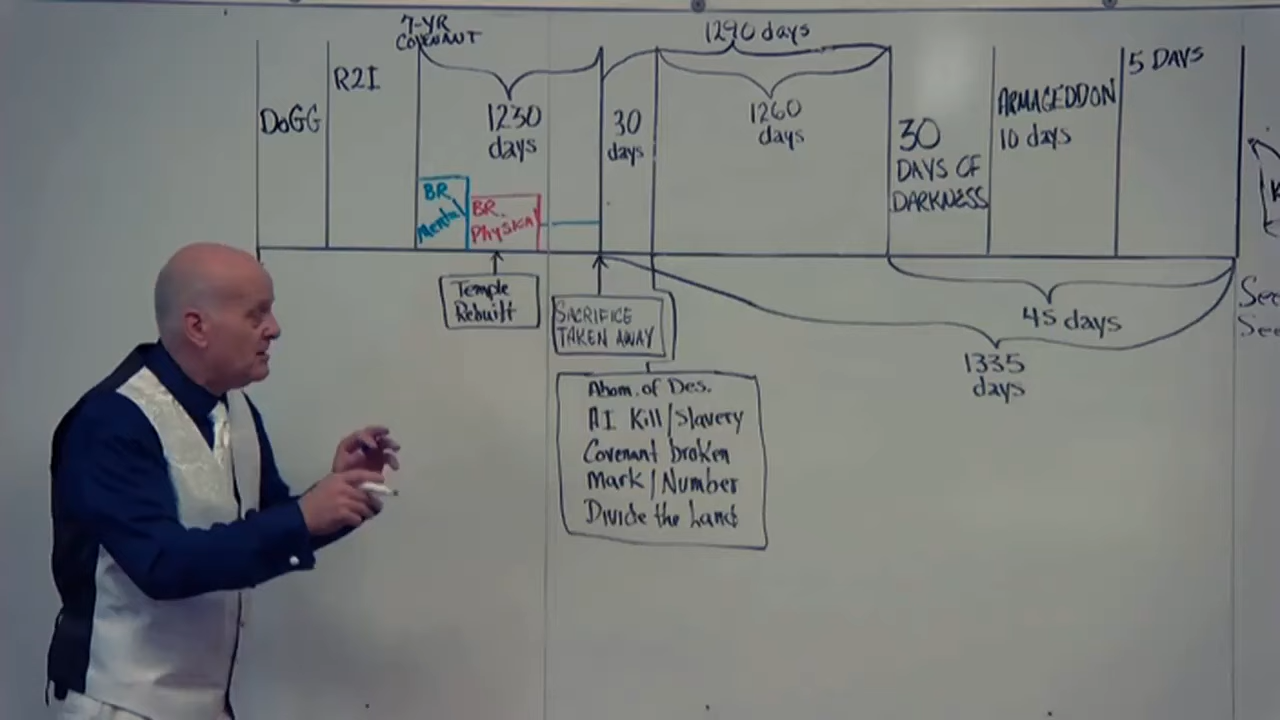 7-YR
COVENANT
1290 days
DoGG
R2I
1230
days
30
days
1260
days
30
DAYS OF
DARKNESS
ARMAGEDDON
10 days
5 DAYS
BR
Mental
BR.
Physical
Temple
Rebuilt
SACRIFICE
TAKEN AWAY
45 days
1335
days
Abom. of Des.
AI Kill/Slavery
Covenant broken
Mark/Number
Divide the Land
See
See